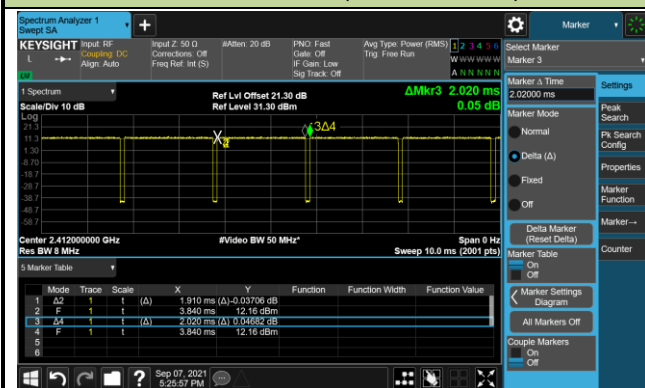 Spectrum Analyzer 1
Swept SA
+
Marker
KEYSIGHT Input: RF Input Z: 50 Ω #Atten: 20 dB PNO: Fast Avg Type: Power (RMS) 1 2 3 4 5 6
L Coupling: DC Corrections: Off Gate: Off Trig: Free Run W W W W W W
Align: Auto Freq Ref: Int (S) IF Gain: Low A N N N N N
Sig Track: Off
Select Marker
Marker 3
1 Spectrum
Scale/Div 10 dB
Ref Lvl Offset 21.30 dB
Ref Level 31.30 dBm
ΔMkr3 2.020 ms
0.05 dB
Log
21.3
11.3
1.30
-8.70
-18.7
-28.7
-38.7
-48.7
-58.7
3Δ4
Center 2.412000000 GHz #Video BW 50 MHz* Span 0 Hz
Res BW 8 MHz Sweep 10.0 ms (2001 pts)
5 Marker Table
Mode Trace Scale X Y Function Function Width Function Value
1 Δ2 1 t (Δ) 1.910 ms (Δ) -0.03706 dB
2 F 1 t 3.840 ms 12.16 dBm
3 Δ4 1 t (Δ) 2.020 ms (Δ) 0.04682 dB
4 F 1 t 3.840 ms 12.16 dBm
5
6
Sep 07, 2021
5:25:57 PM
?
Marker Δ Time
2.02000 ms
Marker Mode
Normal
Delta (Δ)
Fixed
Off
Delta Marker
(Reset Delta)
Marker Table
On
Off
Marker Settings
Diagram
All Markers Off
Couple Markers
On
Off
Settings
Peak
Search
Pk Search
Config
Properties
Marker
Function
Marker→
Counter